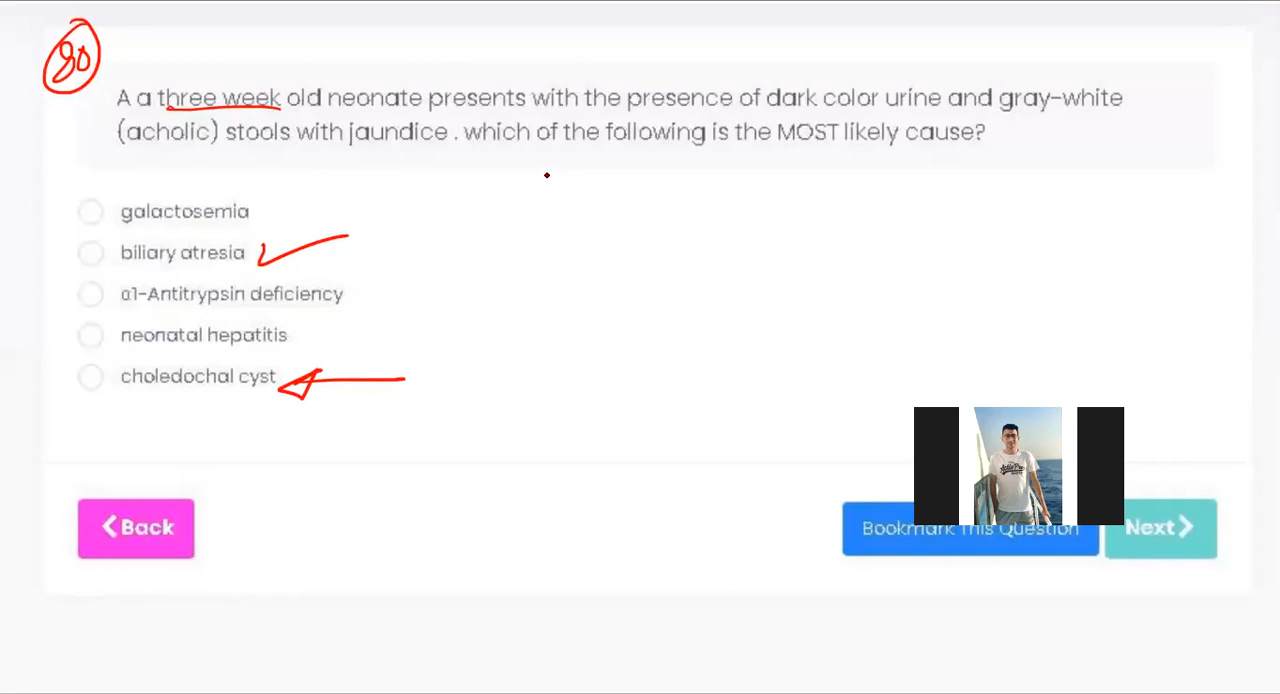 80
A a three week old neonate presents with the presence of dark color urine and gray-white
(acholic) stools with jaundice . which of the following is the MOST likely cause?
galactosemia
biliary atresia
α1-Antitrypsin deficiency
neonatal hepatitis
choledochal cyst
Back
Bookmark This Question
Next